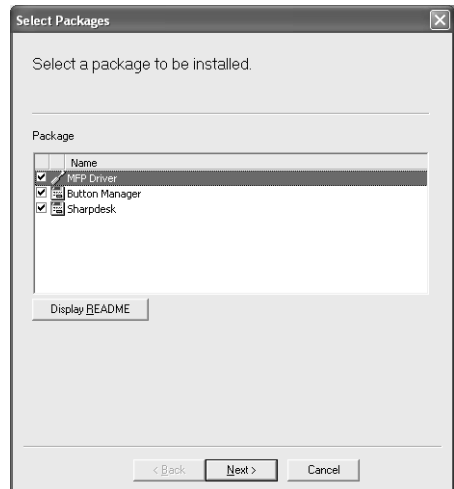 Select Packages
Select a package to be installed.
Package
Name
MFP Driver
Button Manager
Sharpdesk
Display README
< Back
Next >
Cancel